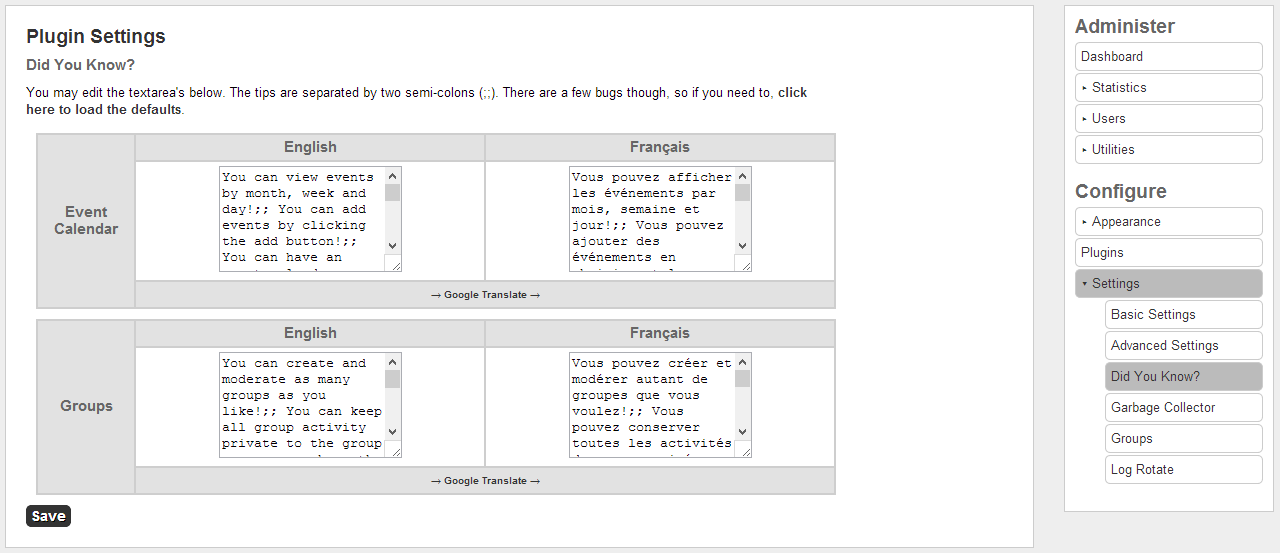 Plugin Settings
Did You Know?
You may edit the textarea's below. The tips are separated by two semi-colons (;;). There are a few bugs though, so if you need to, click
here to load the defaults.
English
Français
Event
Calendar
You can view events
by month, week and
day!;; You can add
events by clicking
the add button!;;
You can have an
Vous pouvez afficher
les événements par
mois, semaine et
jour!;; Vous pouvez
ajouter des
événements en
→ Google Translate →
English
Français
Groups
You can create and
moderate as many
groups as you
like!;; You can keep
all group activity
private to the group
Vous pouvez créer et
modérer autant de
groupes que vous
voulez!;; Vous
pouvez conserver
toutes les activités
→ Google Translate →
Save
Administer
Dashboard
▸ Statistics
▸ Users
▸ Utilities
Configure
▸ Appearance
Plugins
▾ Settings
Basic Settings
Advanced Settings
Did You Know?
Garbage Collector
Groups
Log Rotate